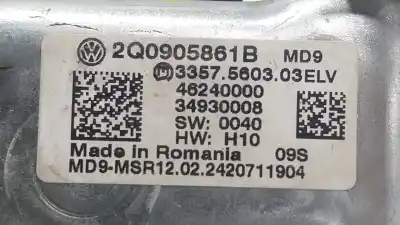 2Q0905861B MD9
3357.5603.03ELV
46240000
34930008
SW: 0040
HW: H10
Made in Romania 09S
MD9-MSR12.02.2420711904